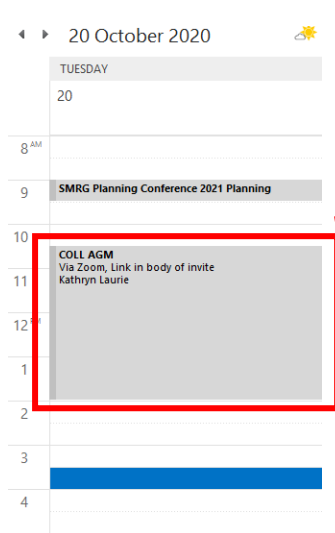 20 October 2020
TUESDAY
20
8 AM
9
SMRG Planning Conference 2021 Planning
10
COLL AGM
Via Zoom, Link in body of invite
Kathryn Laurie
11
12 PM
1
2
3
4